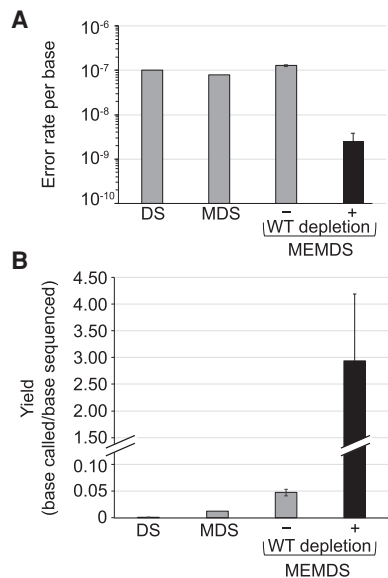 A
Error rate per base
10-6
10-7
10-8
10-9
10-10
DS MDS − +
WT depletion
MEMDS
B
Yield
(base called/base sequenced)
4.50
4.00
3.50
3.00
2.50
2.00
1.50
0.10
0.05
0
DS MDS − +
WT depletion
MEMDS